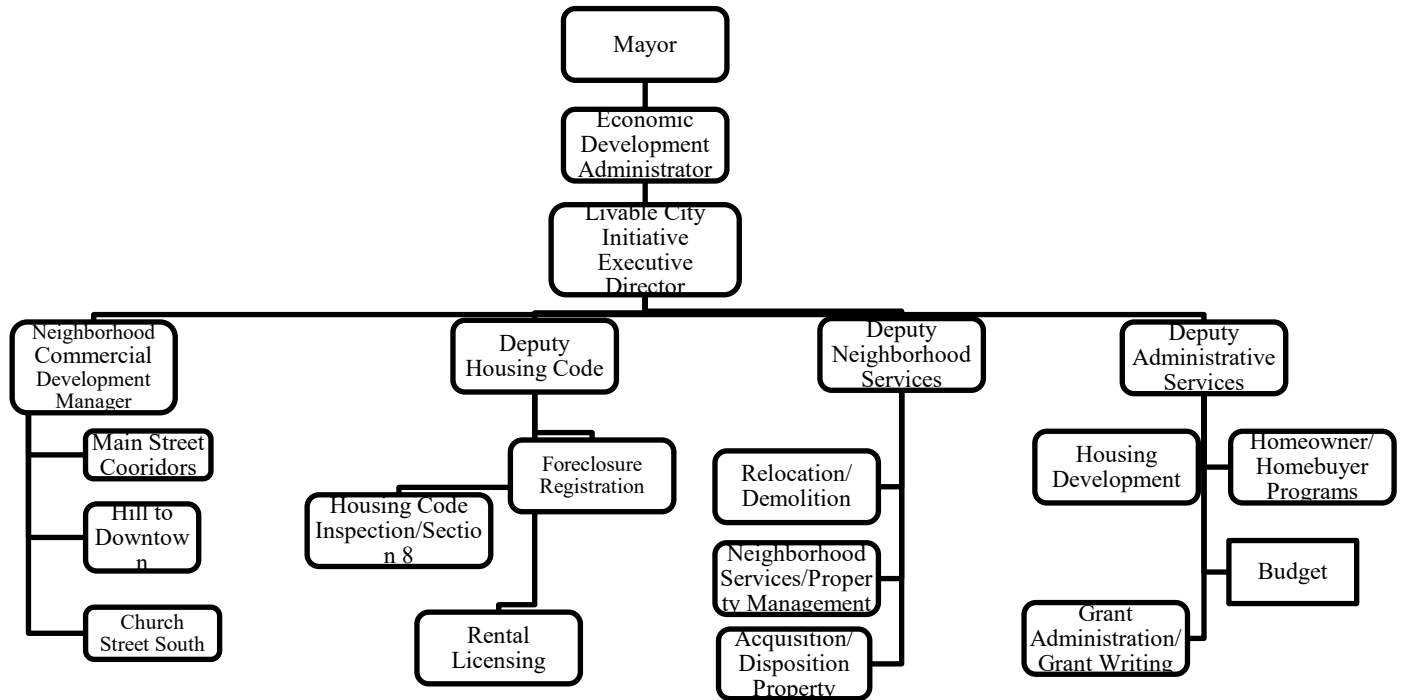 Mayor
Economic
Development
Administrator
Livable City
Initiative
Executive
Director
Neighborhood
Commercial
Development
Manager
Main Street
Cooridors
Hill to
Downtow
n
Church
Street South
Deputy
Housing Code
Foreclosure
Registration
Housing Code
Inspection/Sectio
n 8
Rental
Licensing
Deputy
Neighborhood
Services
Relocation/
Demolition
Neighborhood
Services/Proper
ty Management
Acquisition/
Disposition
Property
Deputy
Administrative
Services
Housing
Development
Homeowner/
Homebuyer
Programs
Budget
Grant
Administration/
Grant Writing